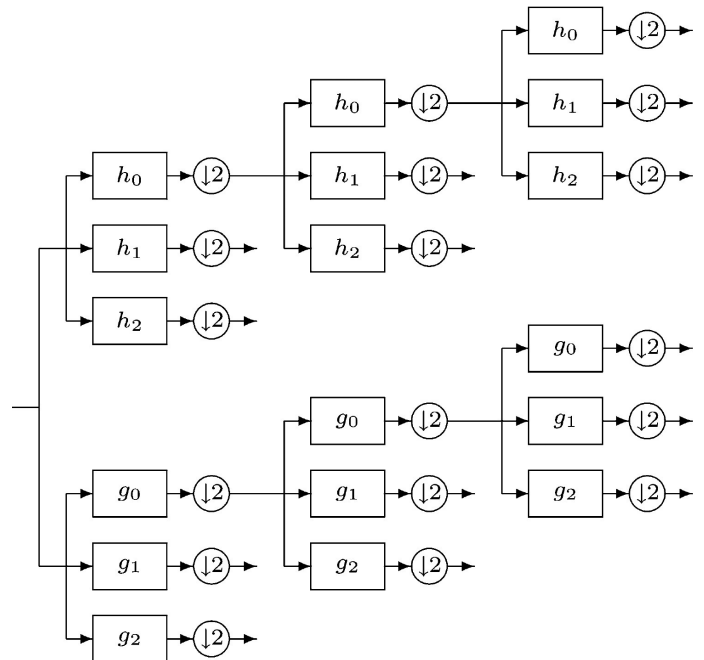 h₀ ↓2
h₀ ↓2 h₁ ↓2
h₀ ↓2 h₁ ↓2 h₂ ↓2
h₁ ↓2 h₂ ↓2
h₂ ↓2
g₀ ↓2
g₀ ↓2 g₁ ↓2
g₀ ↓2 g₁ ↓2 g₂ ↓2
g₁ ↓2 g₂ ↓2
g₂ ↓2